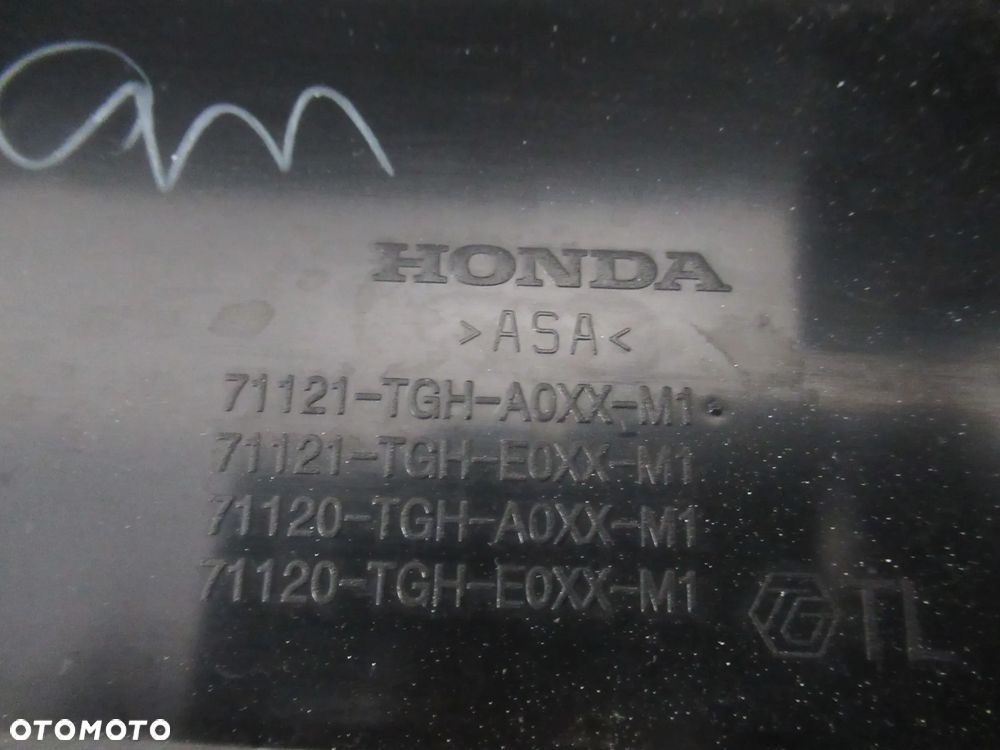 HONDA
>ASA<
71121-TGH-A0XX-M1
71121-TGH-E0XX-M1
71120-TGH-A0XX-M1
71120-TGH-E0XX-M1
TG TL
OTOMOTO